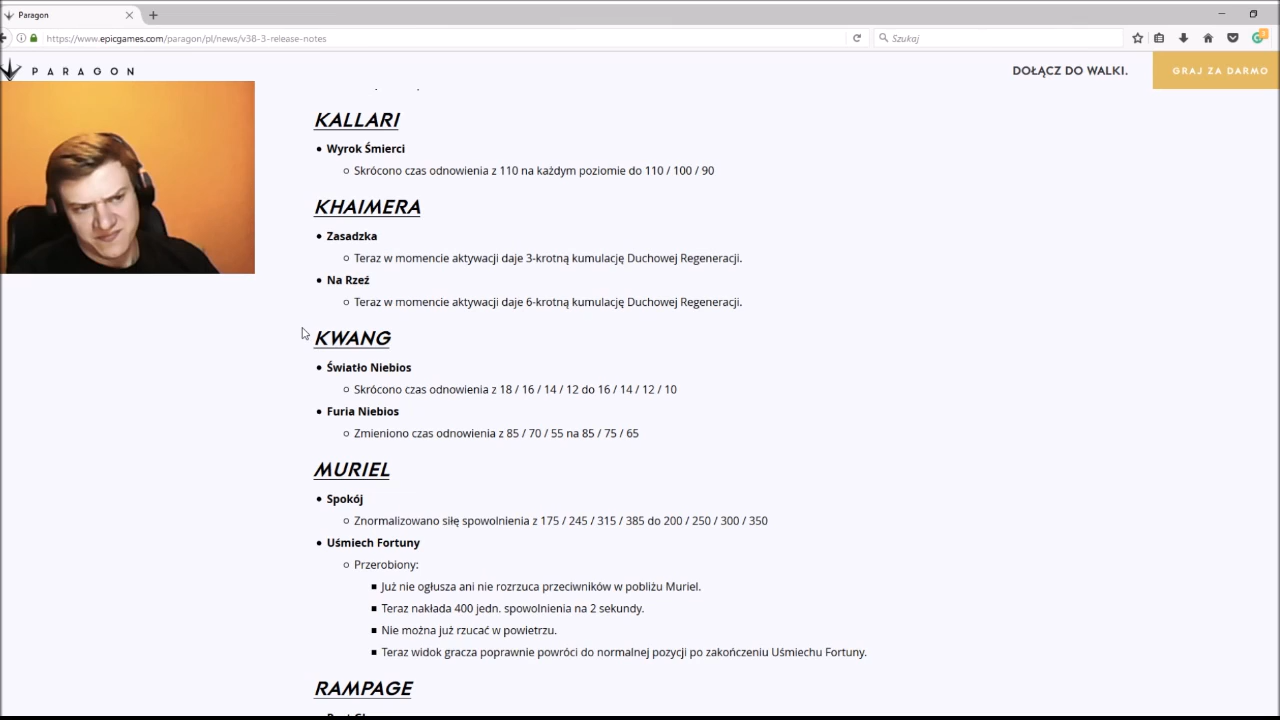 Paragon
https://www.epicgames.com/paragon/pl/news/v38-3-release-notes
Szukaj
PARAGON
DOŁĄCZ DO WALKI.
GRAJ ZA DARMO
KALLARI
Wyrok Śmierci
Skrócono czas odnowienia z 110 na każdym poziomie do 110 / 100 / 90
KHAIMERA
Zasadzka
Teraz w momencie aktywacji daje 3-krotną kumulację Duchowej Regeneracji.
Na Rzeź
Teraz w momencie aktywacji daje 6-krotną kumulację Duchowej Regeneracji.
KWANG
Światło Niebios
Skrócono czas odnowienia z 18 / 16 / 14 / 12 do 16 / 14 / 12 / 10
Furia Niebios
Zmieniono czas odnowienia z 85 / 70 / 55 na 85 / 75 / 65
MURIEL
Spokój
Znormalizowano siłę spowolnienia z 175 / 245 / 315 / 385 do 200 / 250 / 300 / 350
Uśmiech Fortuny
Przerobiony:
Już nie ogłusza ani nie rozrzuca przeciwników w pobliżu Muriel.
Teraz nakłada 400 jedn. spowolnienia na 2 sekundy.
Nie można już rzucać w powietrzu.
Teraz widok gracza poprawnie powróci do normalnej pozycji po zakończeniu Uśmiechu Fortuny.
RAMPAGE